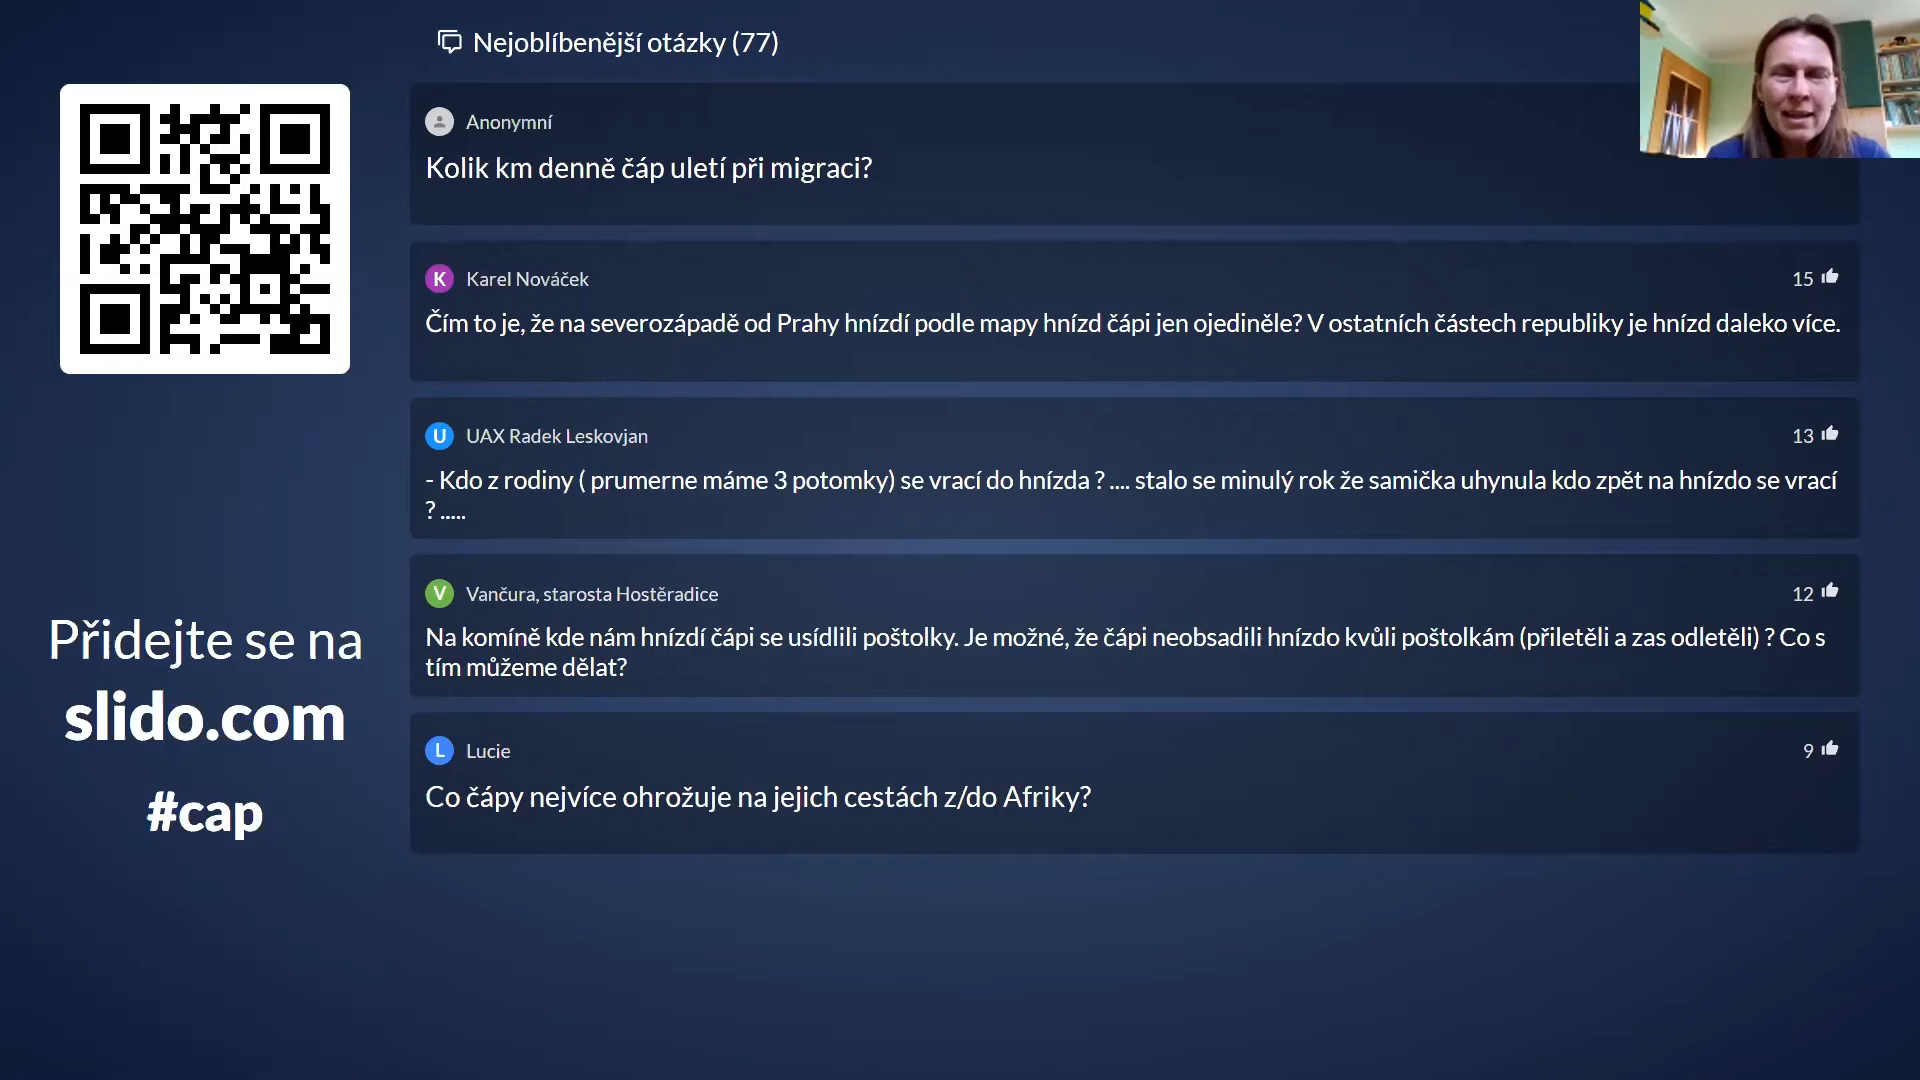 Nejoblíbenější otázky (77)
Anonymní
Kolik km denně čáp uletí při migraci?
K Karel Nováček 15
Čím to je, že na severozápadě od Prahy hnízdí podle mapy hnízd čápi jen ojediněle? V ostatních částech republiky je hnízd daleko více.
U UAX Radek Leskovjan 13
- Kdo z rodiny ( prumerne máme 3 potomky) se vrací do hnízda ? .... stalo se minulý rok že samička uhynula kdo zpět na hnízdo se vrací
? .....
V Vančura, starosta Hostěradice 12
Na komíně kde nám hnízdí čápi se usídlili poštolky. Je možné, že čápi neobsadili hnízdo kvůli poštolkám (přiletěli a zas odletěli) ? Co s
tím můžeme dělat?
L Lucie 9
Co čápy nejvíce ohrožuje na jejich cestách z/do Afriky?
Přidejte se na
slido.com
#cap